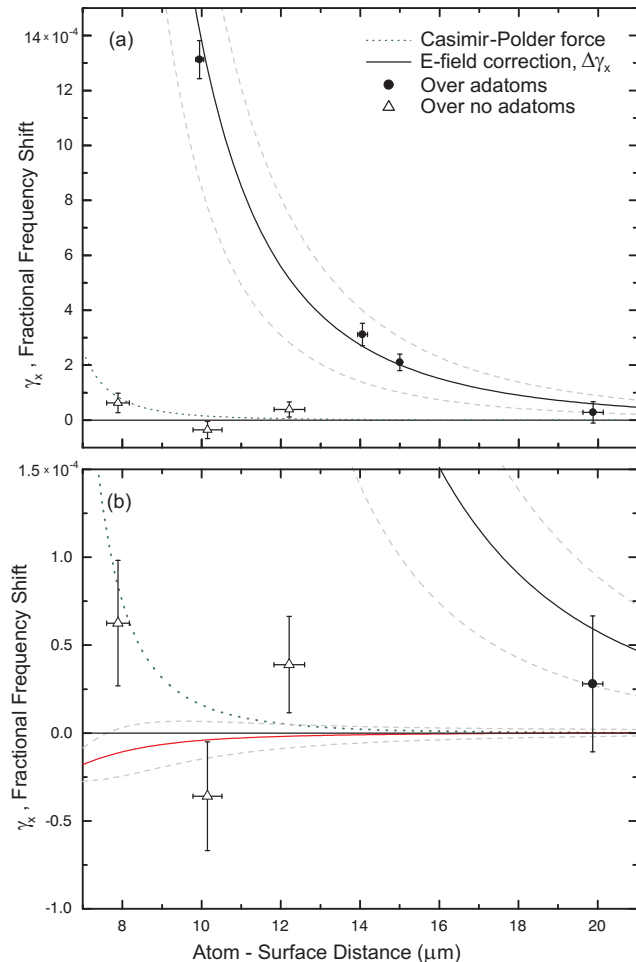 14×10⁻⁴
12
10
8
6
4
2
0
γₓ , Fractional Frequency Shift
(a)
Casimir-Polder force
E-field correction, Δγₓ
Over adatoms
Over no adatoms
1.5×10⁻⁴
1.0
0.5
0.0
-0.5
-1.0
γₓ , Fractional Frequency Shift
(b)
8 10 12 14 16 18 20
Atom - Surface Distance (μm)